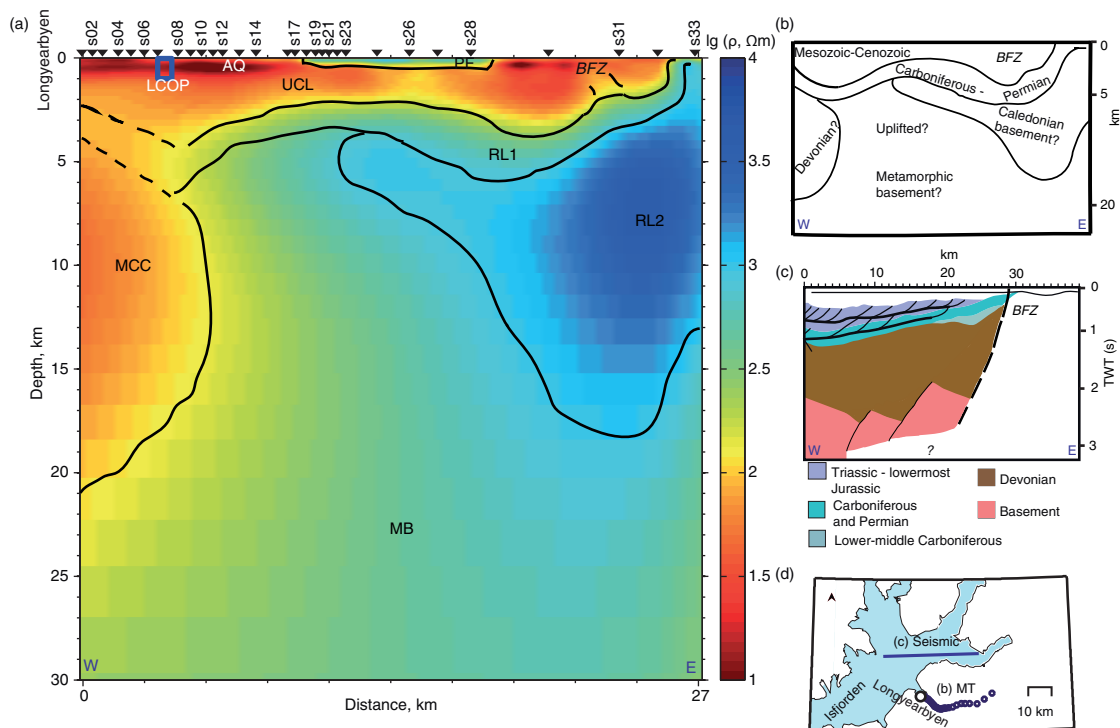 (a)
s02
s04
s06
s08
s10
s12
s14
s17
s19
s21
s23
s26
s28
s31
s33
Longyearbyen
0
5
10
15
20
25
30
Depth, km
LCOP
AQ
UCL
PF
BFZ
RL1
RL2
MCC
MB
W
E
0
27
Distance, km
lg (ρ, Ωm)
4
3.5
3
2.5
2
1.5
1
(b)
Mesozoic-Cenozoic
BFZ
Carboniferous -
Permian
Caledonian
basement?
Devonian?
Uplifted?
Metamorphic
basement?
W
E
0
5
20
km
km
(c)
0
10
20
30
40
BFZ
0
1
2
3
TWT (s)
W
E
?
Triassic - lowermost
Jurassic
Carboniferous
and Permian
Lower-middle Carboniferous
Devonian
Basement
(d)
(c) Seismic
(b) MT
Isfjorden
Longyearbyen
10 km